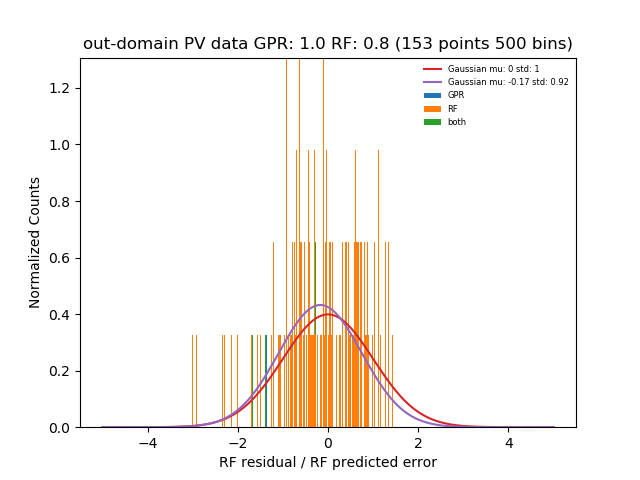 out-domain PV data GPR: 1.0 RF: 0.8 (153 points 500 bins)
Gaussian mu: 0 std: 1
Gaussian mu: -0.17 std: 0.92
GPR
RF
both
Normalized Counts
1.2
1.0
0.8
0.6
0.4
0.2
0.0
−4
−2
0
2
4
RF residual / RF predicted error